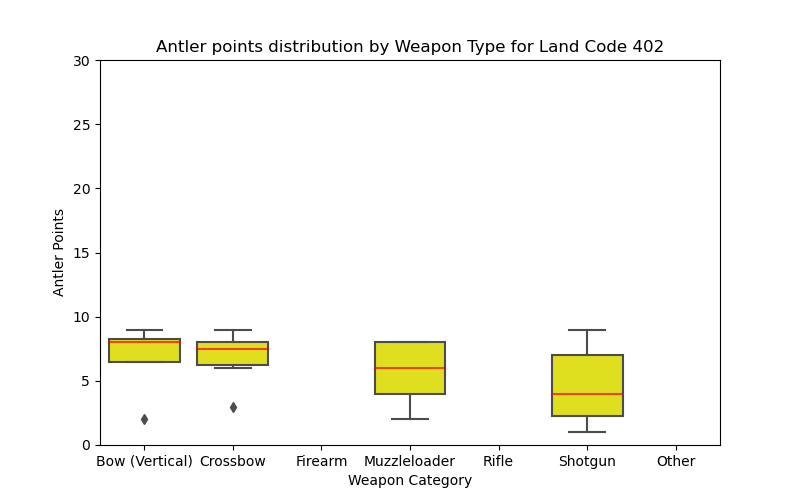 Antler points distribution by Weapon Type for Land Code 402
30
25
20
15
10
5
0
Antler Points
Bow (Vertical) Crossbow Firearm Muzzleloader Rifle Shotgun Other
Weapon Category